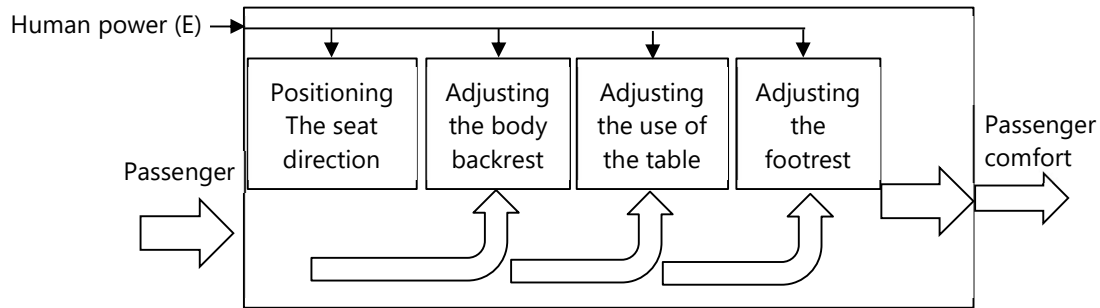 Human power (E)
Positioning
The seat
direction
Adjusting
the body
backrest
Adjusting
the use of
the table
Adjusting
the
footrest
Passenger
Passenger
comfort